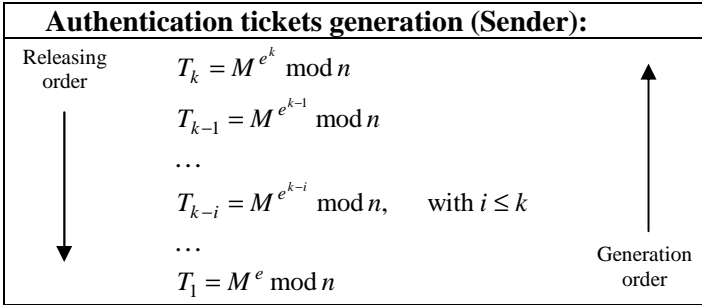 Authentication tickets generation (Sender):
Releasing order
T_k = M^{e^k} mod n
T_{k-1} = M^{e^{k-1}} mod n
...
T_{k-i} = M^{e^{k-i}} mod n, with i ≤ k
...
T_1 = M^e mod n
Generation order